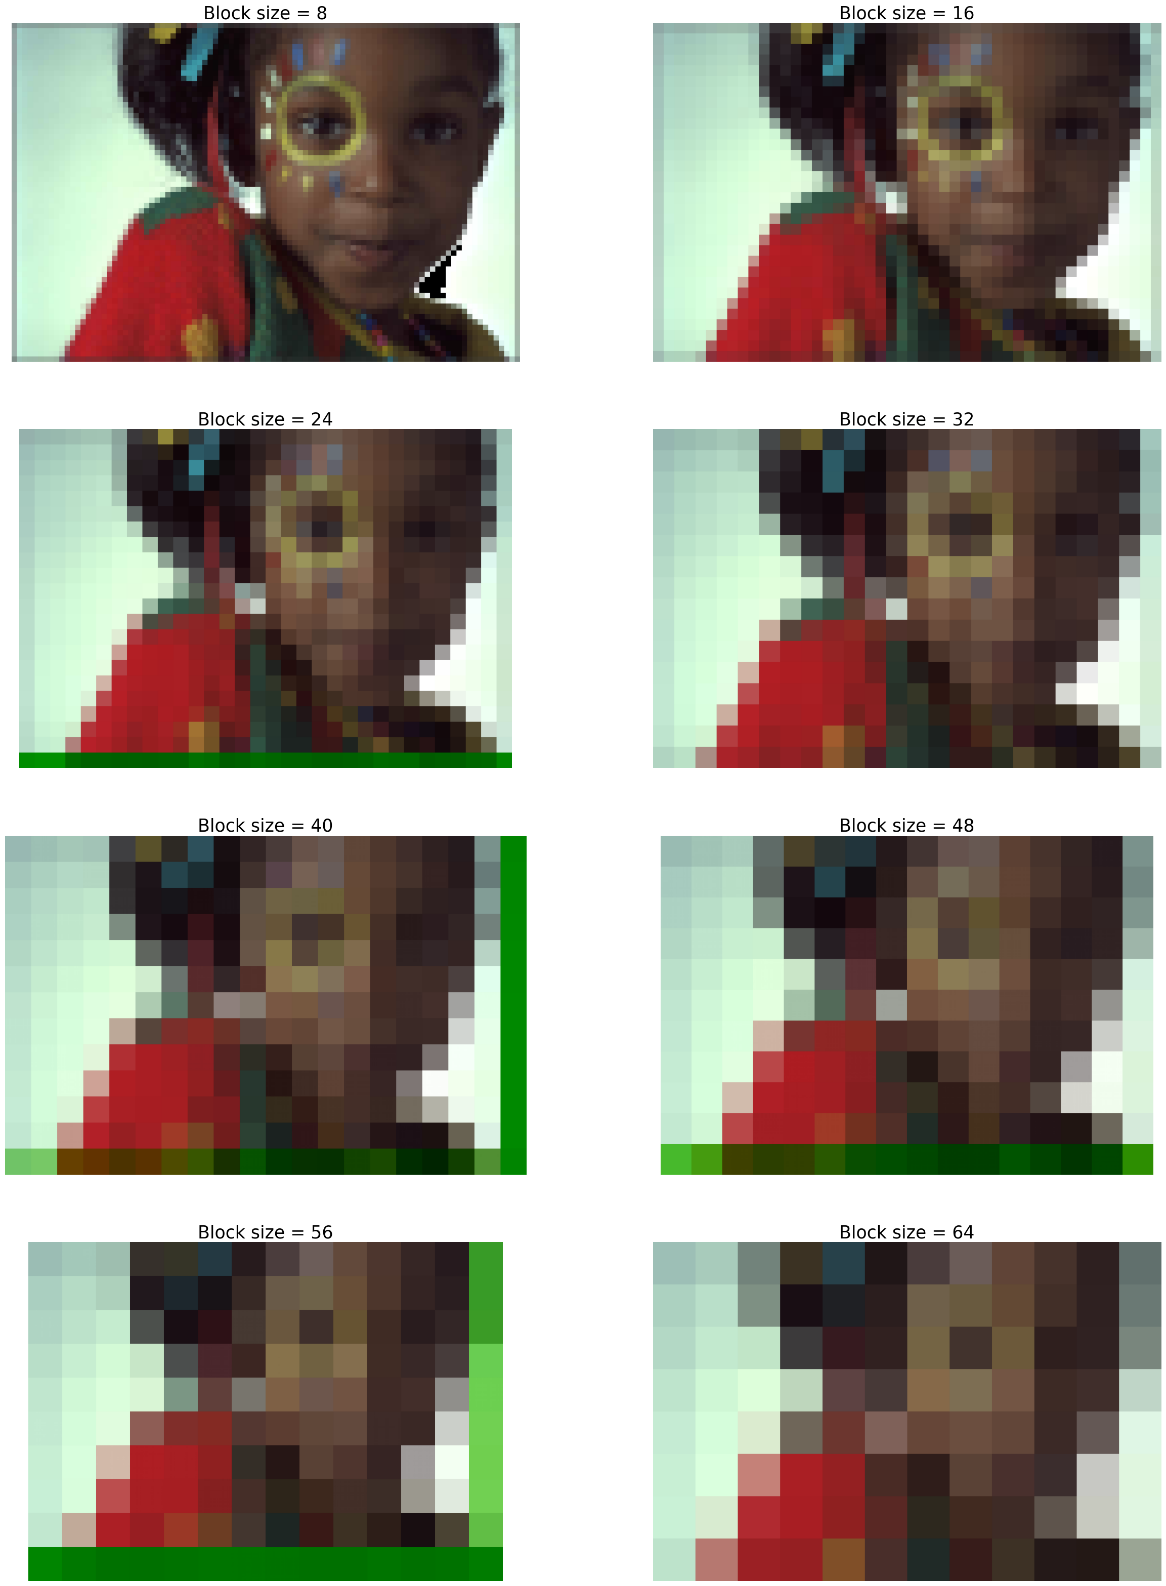 Block size = 8
Block size = 16
Block size = 24
Block size = 32
Block size = 40
Block size = 48
Block size = 56
Block size = 64